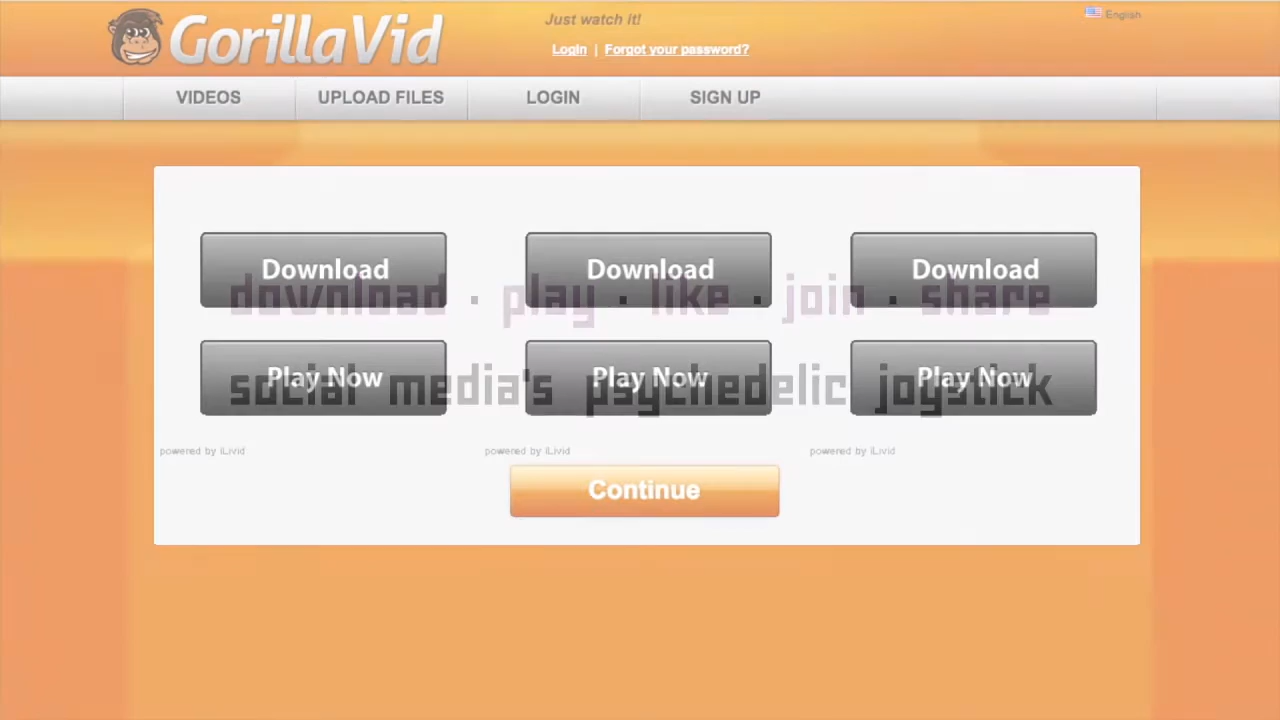 GorillaVid
Just watch it!
English
Login | Forgot your password?
VIDEOS UPLOAD FILES LOGIN SIGN UP
Download Download Download
download · play · like · join · share
Play Now Play Now Play Now
social media's psychedelic joystick
powered by iLivid powered by iLivid powered by iLivid
Continue